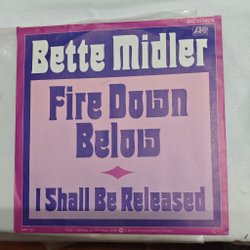 Bette Midler
Fire Down
Below
I Shall Be Released